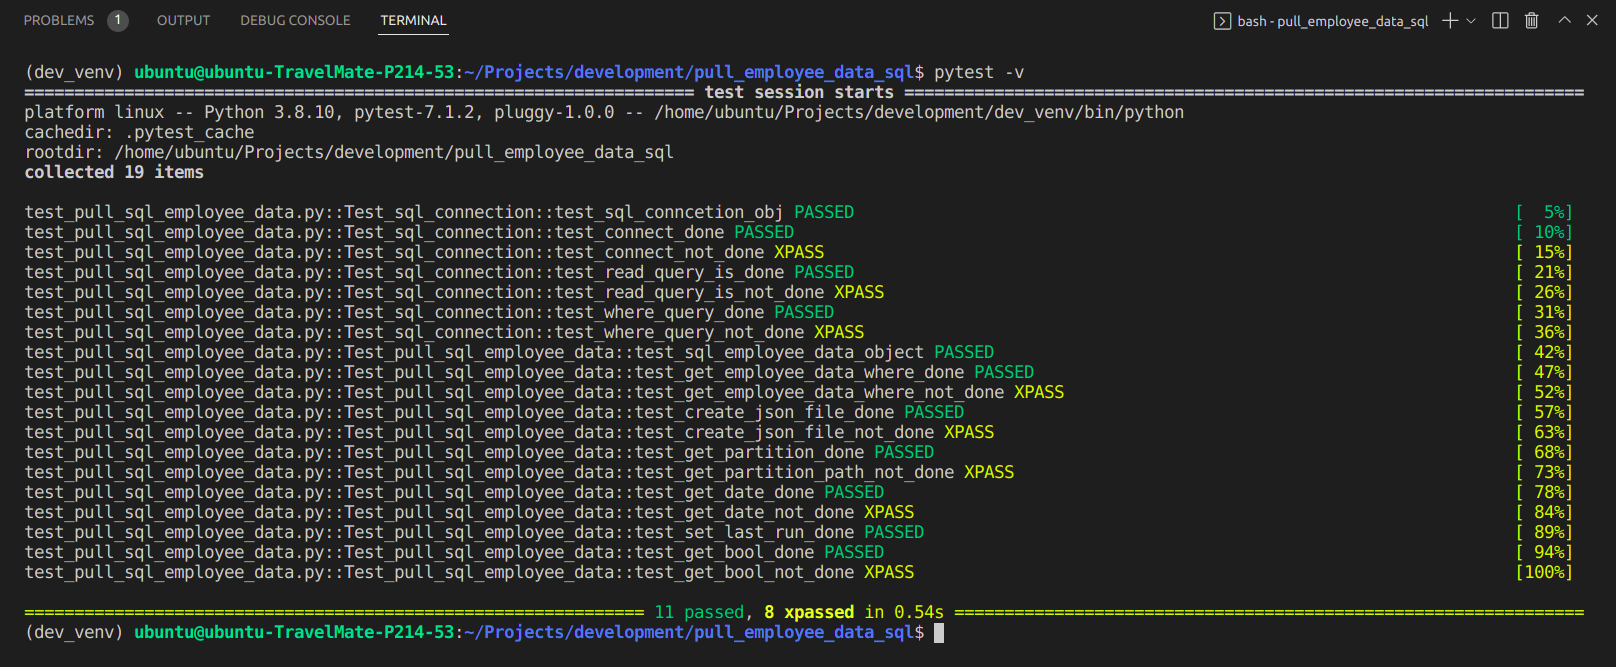 PROBLEMS 1 OUTPUT DEBUG CONSOLE TERMINAL bash - pull_employee_data_sql
(dev_venv) ubuntu@ubuntu-TravelMate-P214-53:~/Projects/development/pull_employee_data_sql$ pytest -v
=================================================================== test session starts ====================================================================
platform linux -- Python 3.8.10, pytest-7.1.2, pluggy-1.0.0 -- /home/ubuntu/Projects/development/dev_venv/bin/python
cachedir: .pytest_cache
rootdir: /home/ubuntu/Projects/development/pull_employee_data_sql
collected 19 items
test_pull_sql_employee_data.py::Test_sql_connection::test_sql_conncetion_obj PASSED [  5%]
test_pull_sql_employee_data.py::Test_sql_connection::test_connect_done PASSED [ 10%]
test_pull_sql_employee_data.py::Test_sql_connection::test_connect_not_done XPASS [ 15%]
test_pull_sql_employee_data.py::Test_sql_connection::test_read_query_is_done PASSED [ 21%]
test_pull_sql_employee_data.py::Test_sql_connection::test_read_query_is_not_done XPASS [ 26%]
test_pull_sql_employee_data.py::Test_sql_connection::test_where_query_done PASSED [ 31%]
test_pull_sql_employee_data.py::Test_sql_connection::test_where_query_not_done XPASS [ 36%]
test_pull_sql_employee_data.py::Test_pull_sql_employee_data::test_sql_employee_data_object PASSED [ 42%]
test_pull_sql_employee_data.py::Test_pull_sql_employee_data::test_get_employee_data_where_done PASSED [ 47%]
test_pull_sql_employee_data.py::Test_pull_sql_employee_data::test_get_employee_data_where_not_done XPASS [ 52%]
test_pull_sql_employee_data.py::Test_pull_sql_employee_data::test_create_json_file_done PASSED [ 57%]
test_pull_sql_employee_data.py::Test_pull_sql_employee_data::test_create_json_file_not_done XPASS [ 63%]
test_pull_sql_employee_data.py::Test_pull_sql_employee_data::test_get_partition_done PASSED [ 68%]
test_pull_sql_employee_data.py::Test_pull_sql_employee_data::test_get_partition_path_not_done XPASS [ 73%]
test_pull_sql_employee_data.py::Test_pull_sql_employee_data::test_get_date_done PASSED [ 78%]
test_pull_sql_employee_data.py::Test_pull_sql_employee_data::test_get_date_not_done XPASS [ 84%]
test_pull_sql_employee_data.py::Test_pull_sql_employee_data::test_set_last_run_done PASSED [ 89%]
test_pull_sql_employee_data.py::Test_pull_sql_employee_data::test_get_bool_done PASSED [ 94%]
test_pull_sql_employee_data.py::Test_pull_sql_employee_data::test_get_bool_not_done XPASS [100%]
============================================================== 11 passed, 8 xpassed in 0.54s ===============================================================
(dev_venv) ubuntu@ubuntu-TravelMate-P214-53:~/Projects/development/pull_employee_data_sql$